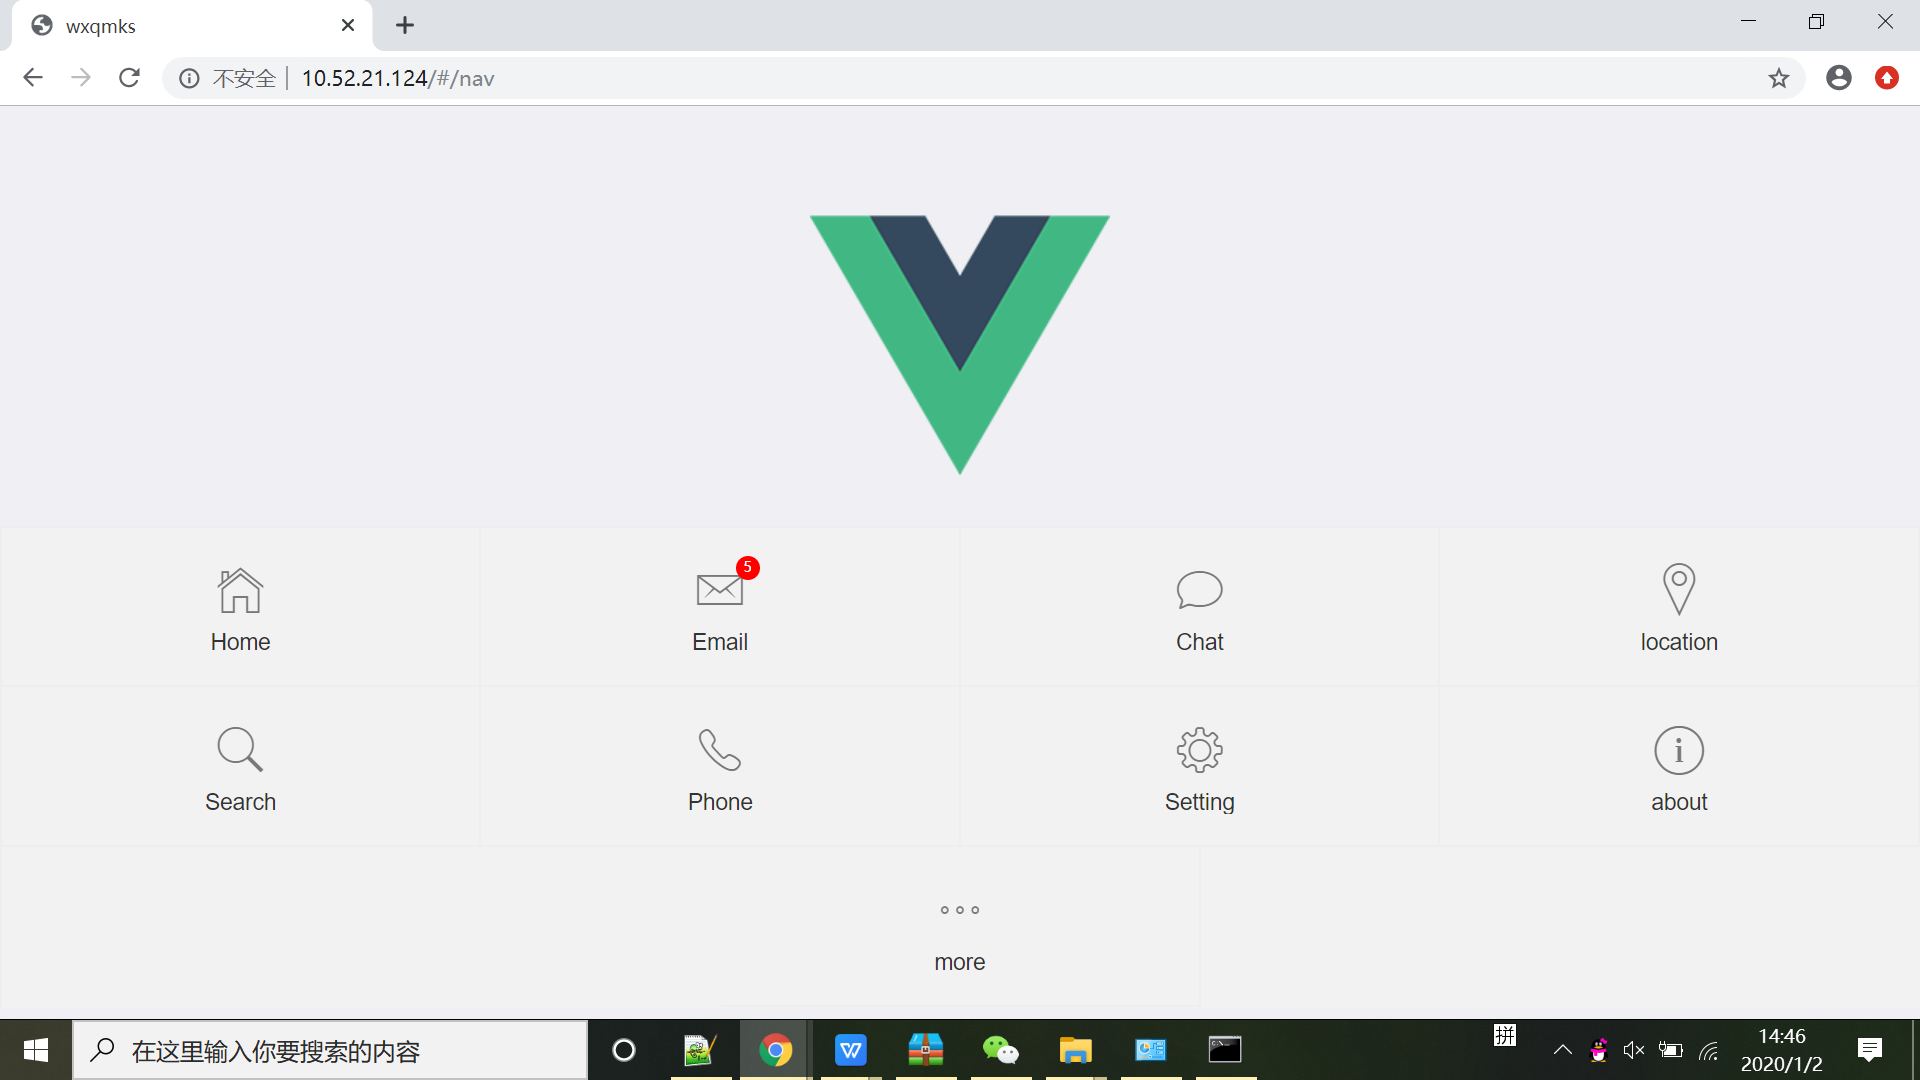 wxqmks
不安全 10.52.21.124/#/nav
5
Home
Email
Chat
location
Search
Phone
Setting
about
more
在这里输入你要搜索的内容
拼
14:46
2020/1/2